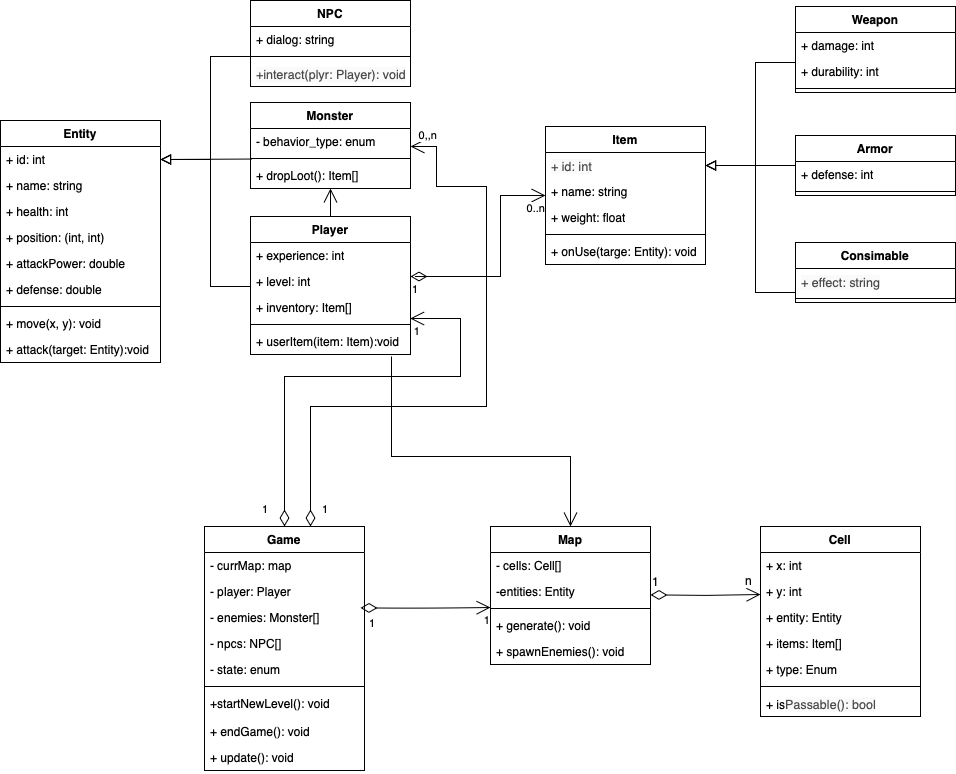 NPC
+ dialog: string
+interact(plyr: Player): void
Monster
- behavior_type: enum
+ dropLoot(): Item[]
Player
+ experience: int
+ level: int
+ inventory: Item[]
+ userItem(item: Item):void
Entity
+ id: int
+ name: string
+ health: int
+ position: (int, int)
+ attackPower: double
+ defense: double
+ move(x, y): void
+ attack(target: Entity):void
0,,n
0..n
1
1
Item
+ id: int
+ name: string
+ weight: float
+ onUse(targe: Entity): void
Weapon
+ damage: int
+ durability: int
Armor
+ defense: int
Consimable
+ effect: string
1
1
Game
- currMap: map
- player: Player
- enemies: Monster[]
- npcs: NPC[]
- state: enum
+startNewLevel(): void
+ endGame(): void
+ update(): void
1
1
Map
- cells: Cell[]
-entities: Entity
+ generate(): void
+ spawnEnemies(): void
1
n
Cell
+ x: int
+ y: int
+ entity: Entity
+ items: Item[]
+ type: Enum
+ isPassable(): bool